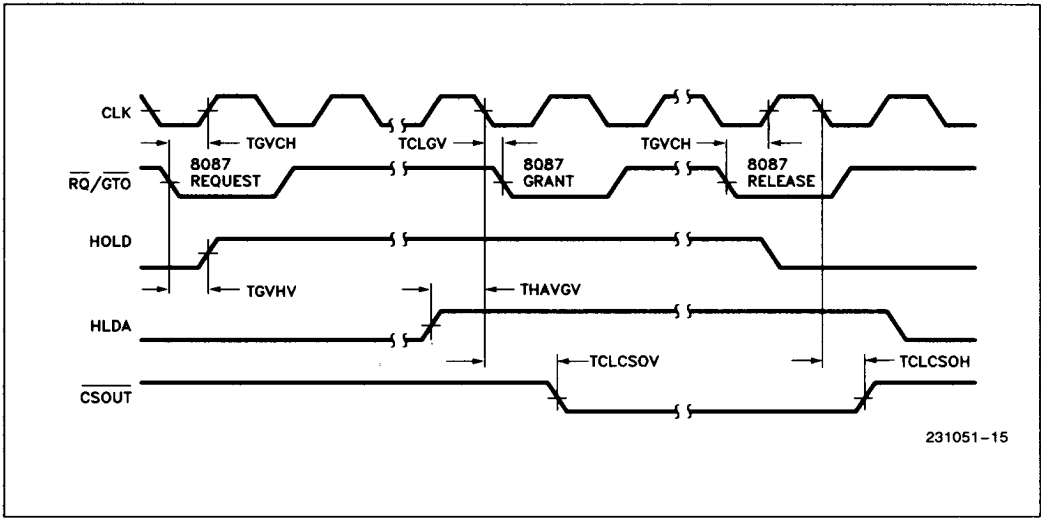 CLK
TGVCH
TCLGV
TGVCH
RQ/GTO
8087
REQUEST
8087
GRANT
8087
RELEASE
HOLD
TGVHV
THAVGV
HLDA
TCLCSOV
TCLCSOH
CSOUT
231051-15